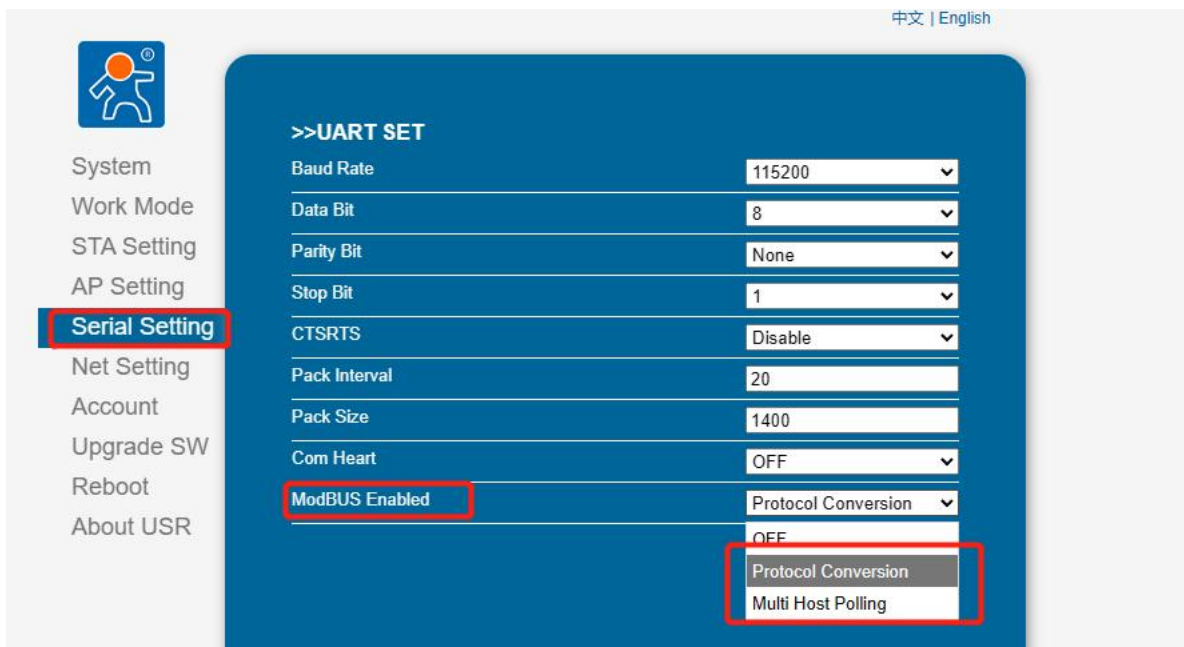 中文 | English
®
System
Work Mode
STA Setting
AP Setting
Serial Setting
Net Setting
Account
Upgrade SW
Reboot
About USR
>>UART SET
Baud Rate 115200
Data Bit 8
Parity Bit None
Stop Bit 1
CTSRTS Disable
Pack Interval 20
Pack Size 1400
Com Heart OFF
ModBUS Enabled Protocol Conversion
OFF
Protocol Conversion
Multi Host Polling